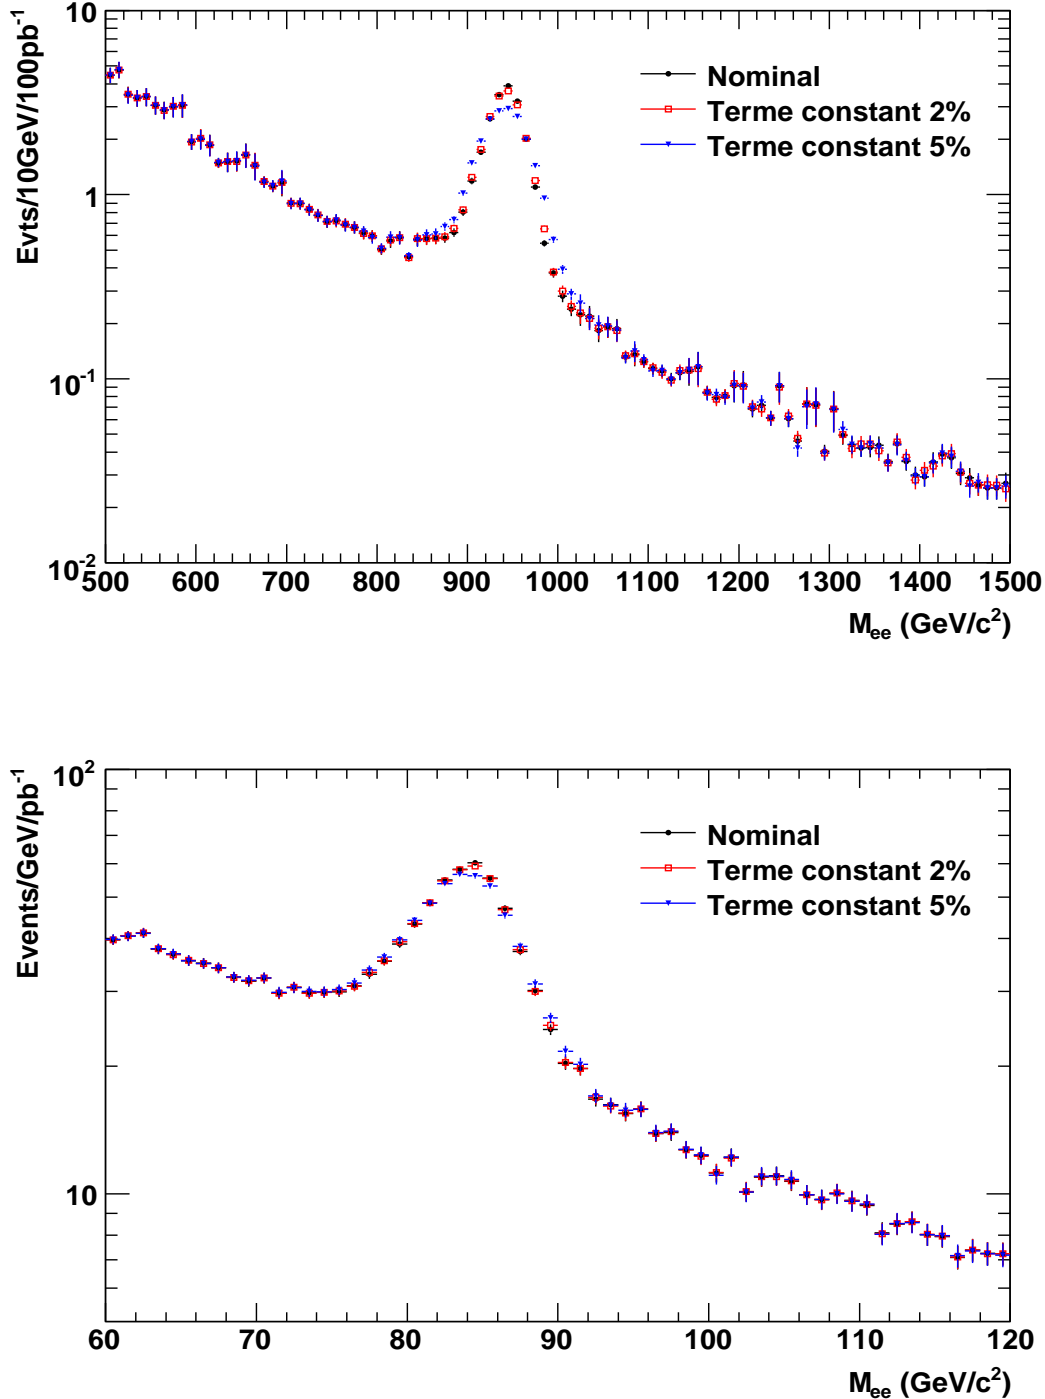 Evts/10GeV/100pb⁻¹
10
1
10⁻¹
10⁻²
Nominal
Terme constant 2%
Terme constant 5%
500 600 700 800 900 1000 1100 1200 1300 1400 1500
M_ee (GeV/c²)
Events/GeV/pb⁻¹
10²
10
Nominal
Terme constant 2%
Terme constant 5%
60 70 80 90 100 110 120
M_ee (GeV/c²)